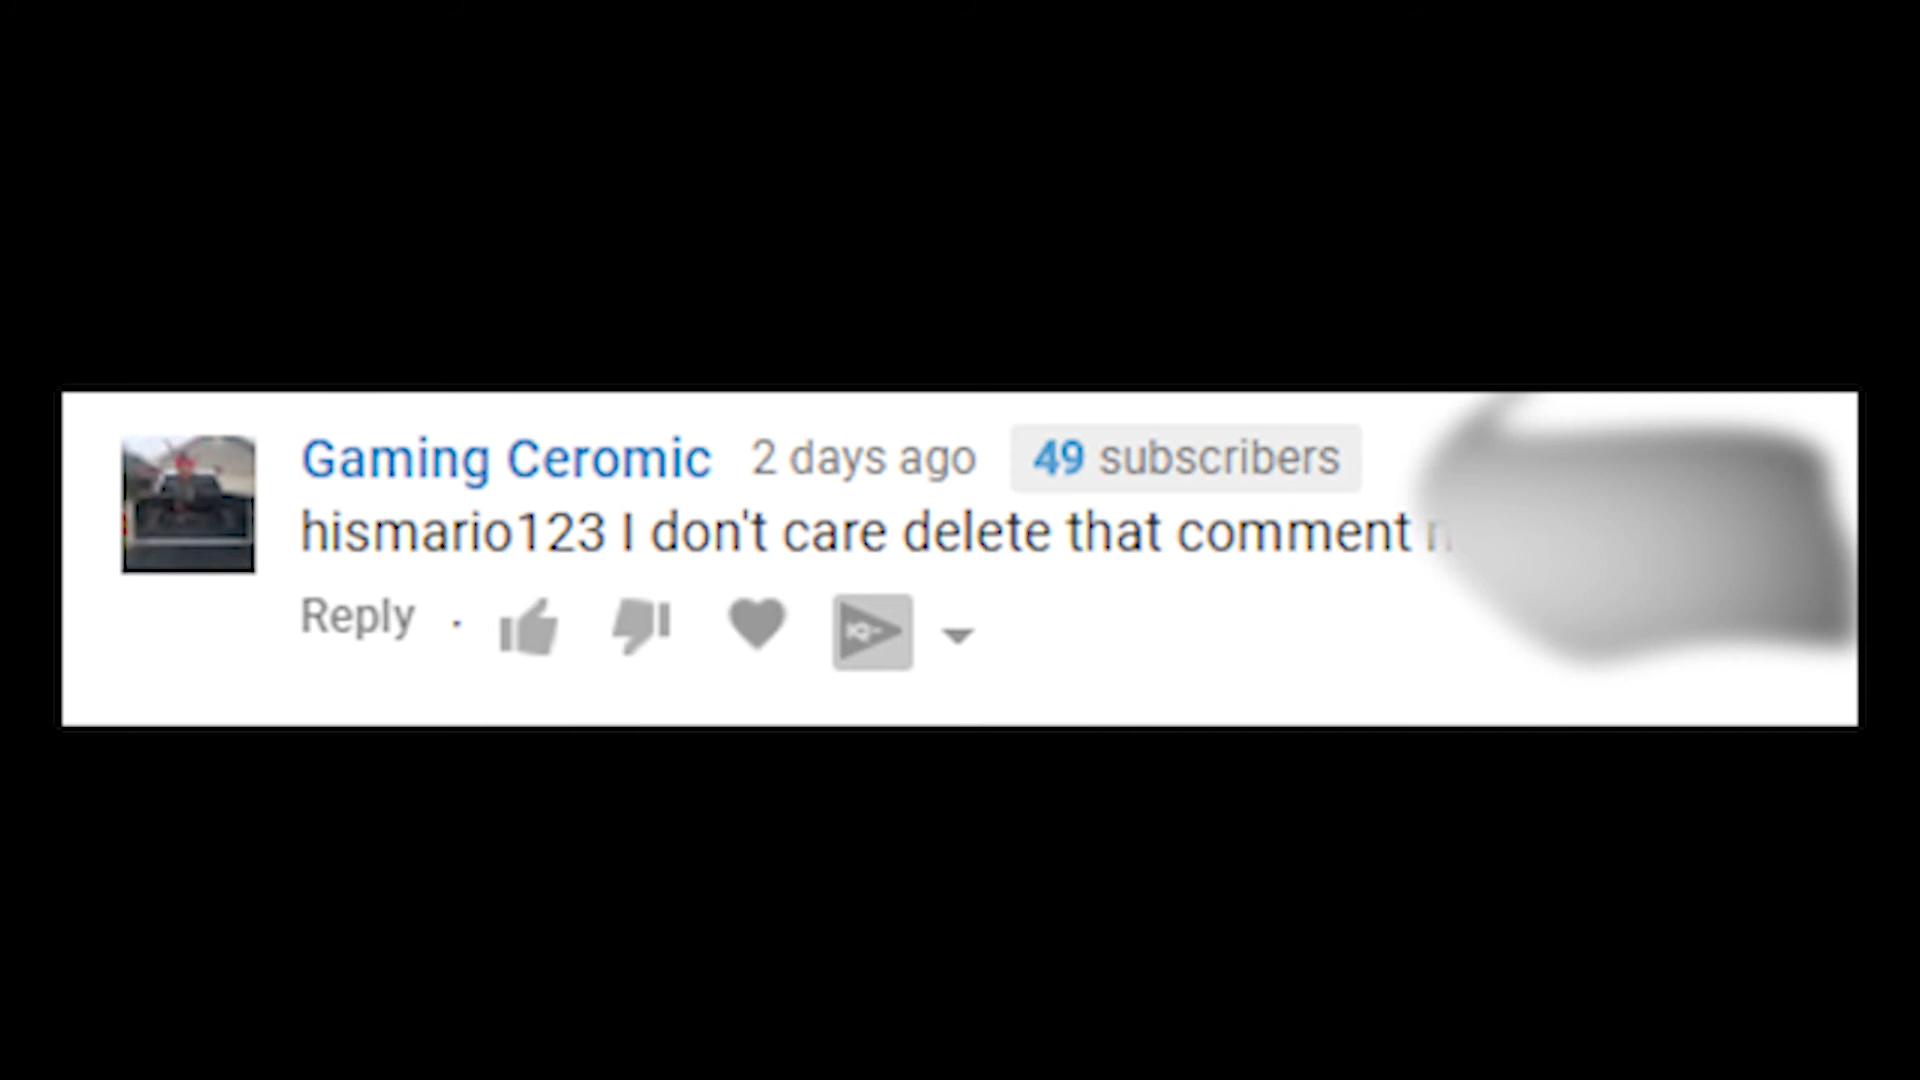 Gaming Ceromic 2 days ago 49 subscribers
hismario123 I don't care delete that comment
Reply ·